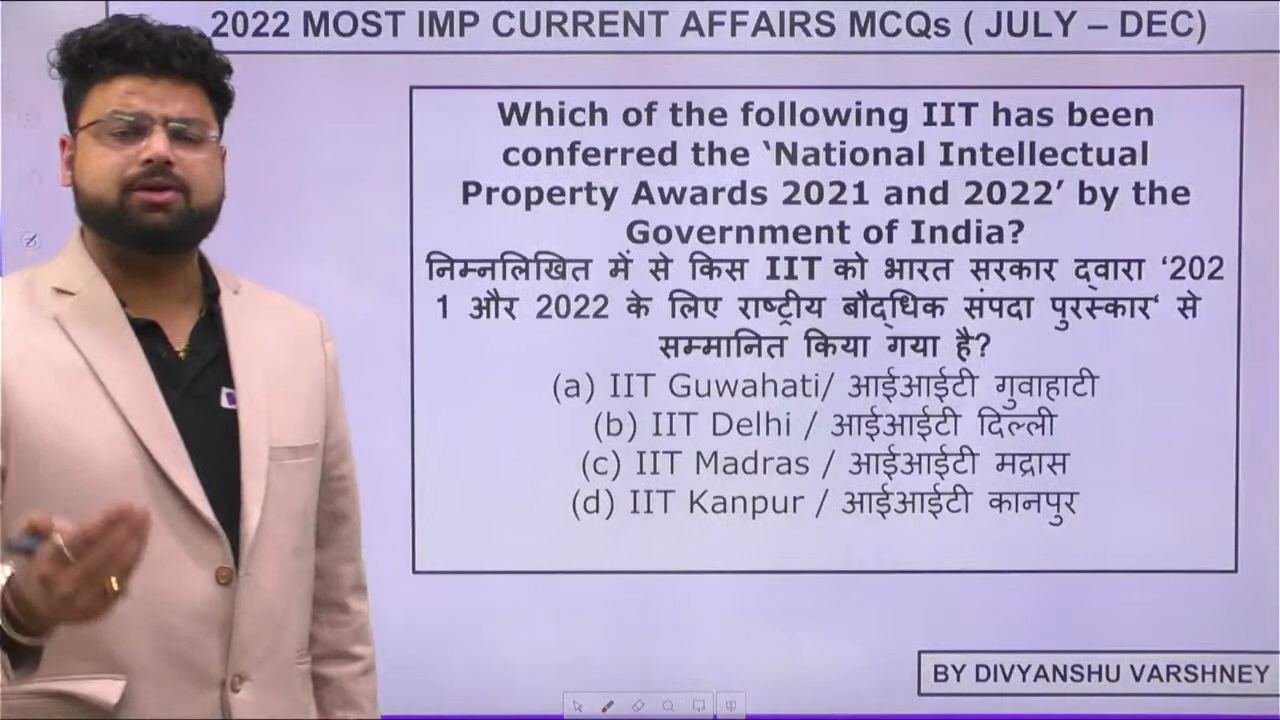 2022 MOST IMP CURRENT AFFAIRS MCQs ( JULY – DEC)
Which of the following IIT has been
conferred the ‘National Intellectual
Property Awards 2021 and 2022’ by the
Government of India?
निम्नलिखित में से किस IIT को भारत सरकार द्वारा ‘202
1 और 2022 के लिए राष्ट्रीय बौद्धिक संपदा पुरस्कार‘ से
सम्मानित किया गया है?
(a) IIT Guwahati/ आईआईटी गुवाहाटी
(b) IIT Delhi / आईआईटी दिल्ली
(c) IIT Madras / आईआईटी मद्रास
(d) IIT Kanpur / आईआईटी कानपुर
BY DIVYANSHU VARSHNEY